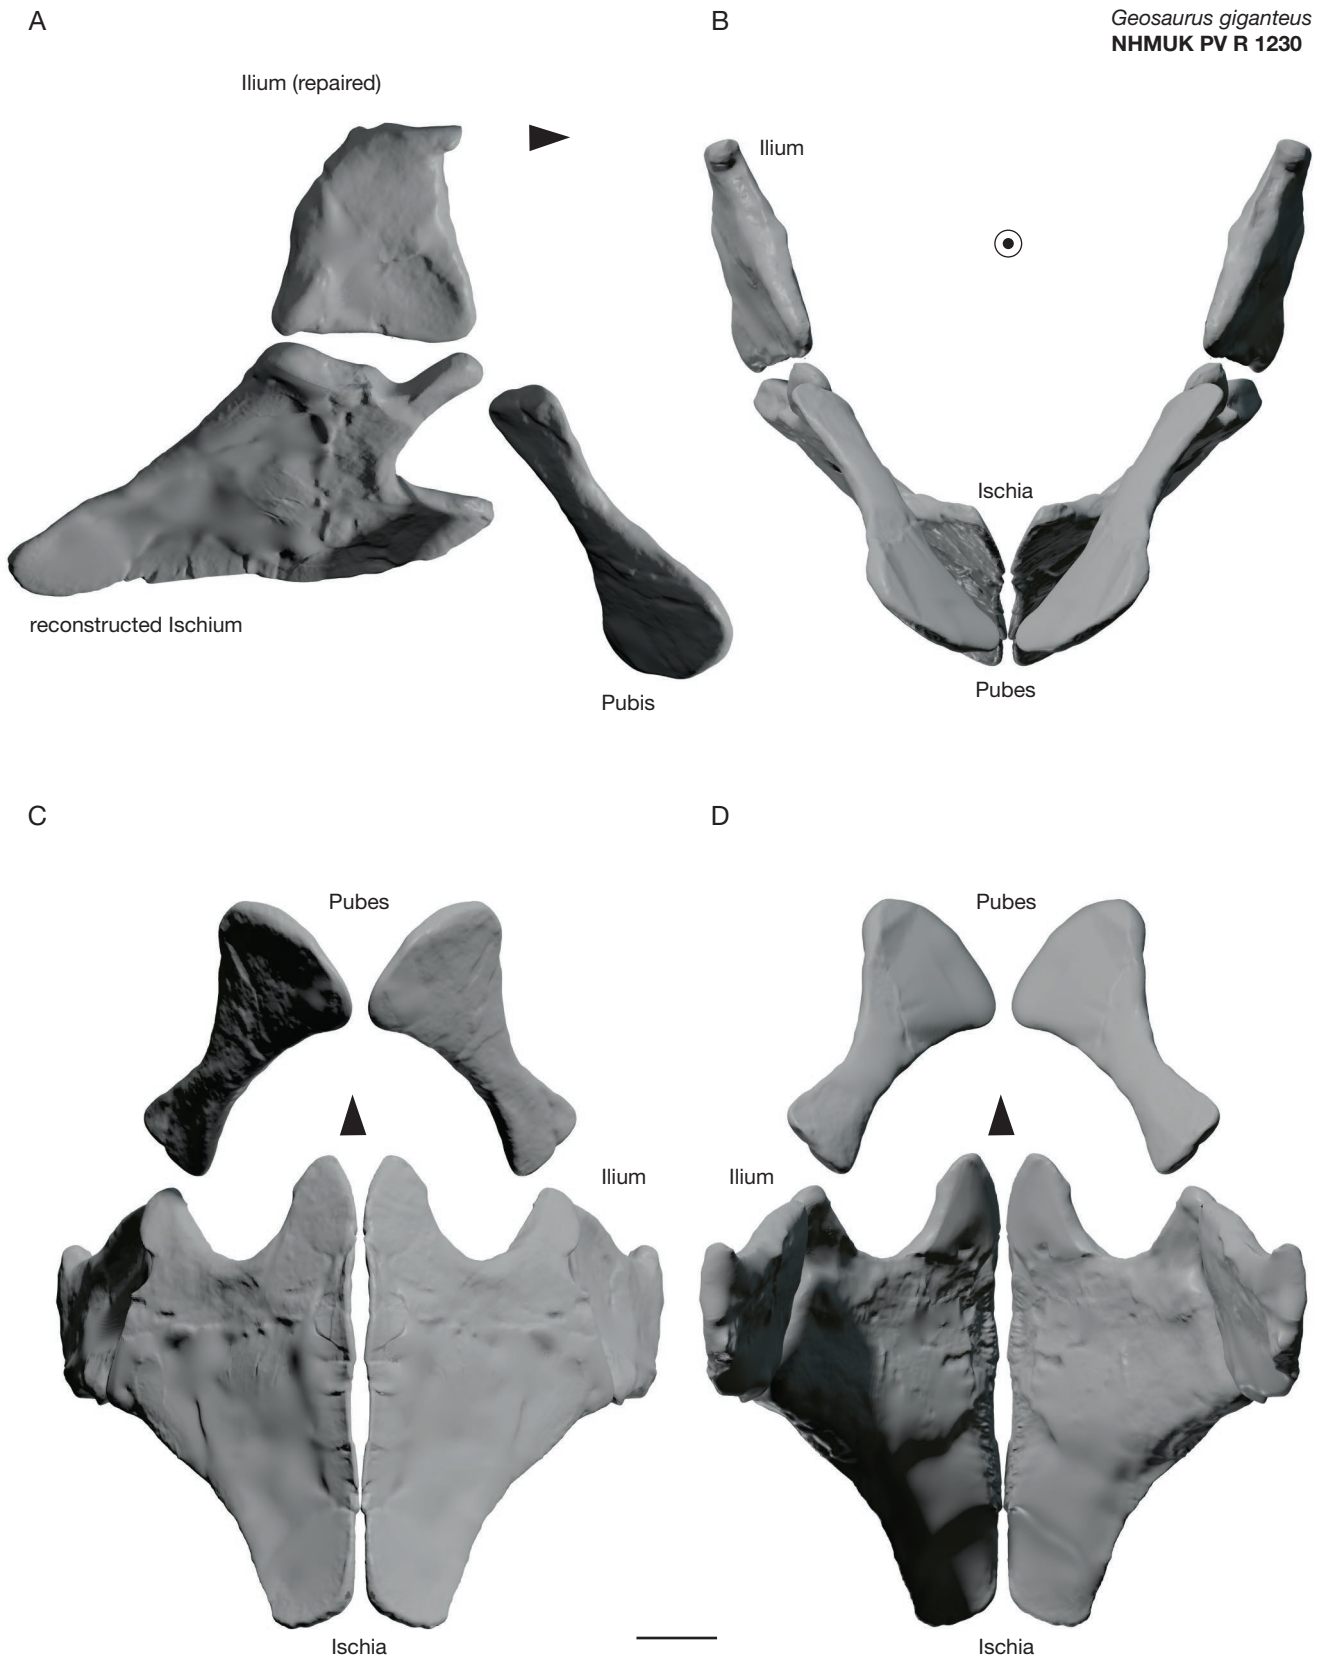 A
B
Geosaurus giganteus
NHMUK PV R 1230
Ilium (repaired)
Ilium
Ischia
reconstructed Ischium
Pubes
Pubis
C
D
Pubes
Pubes
Ilium
Ilium
Ischia
Ischia